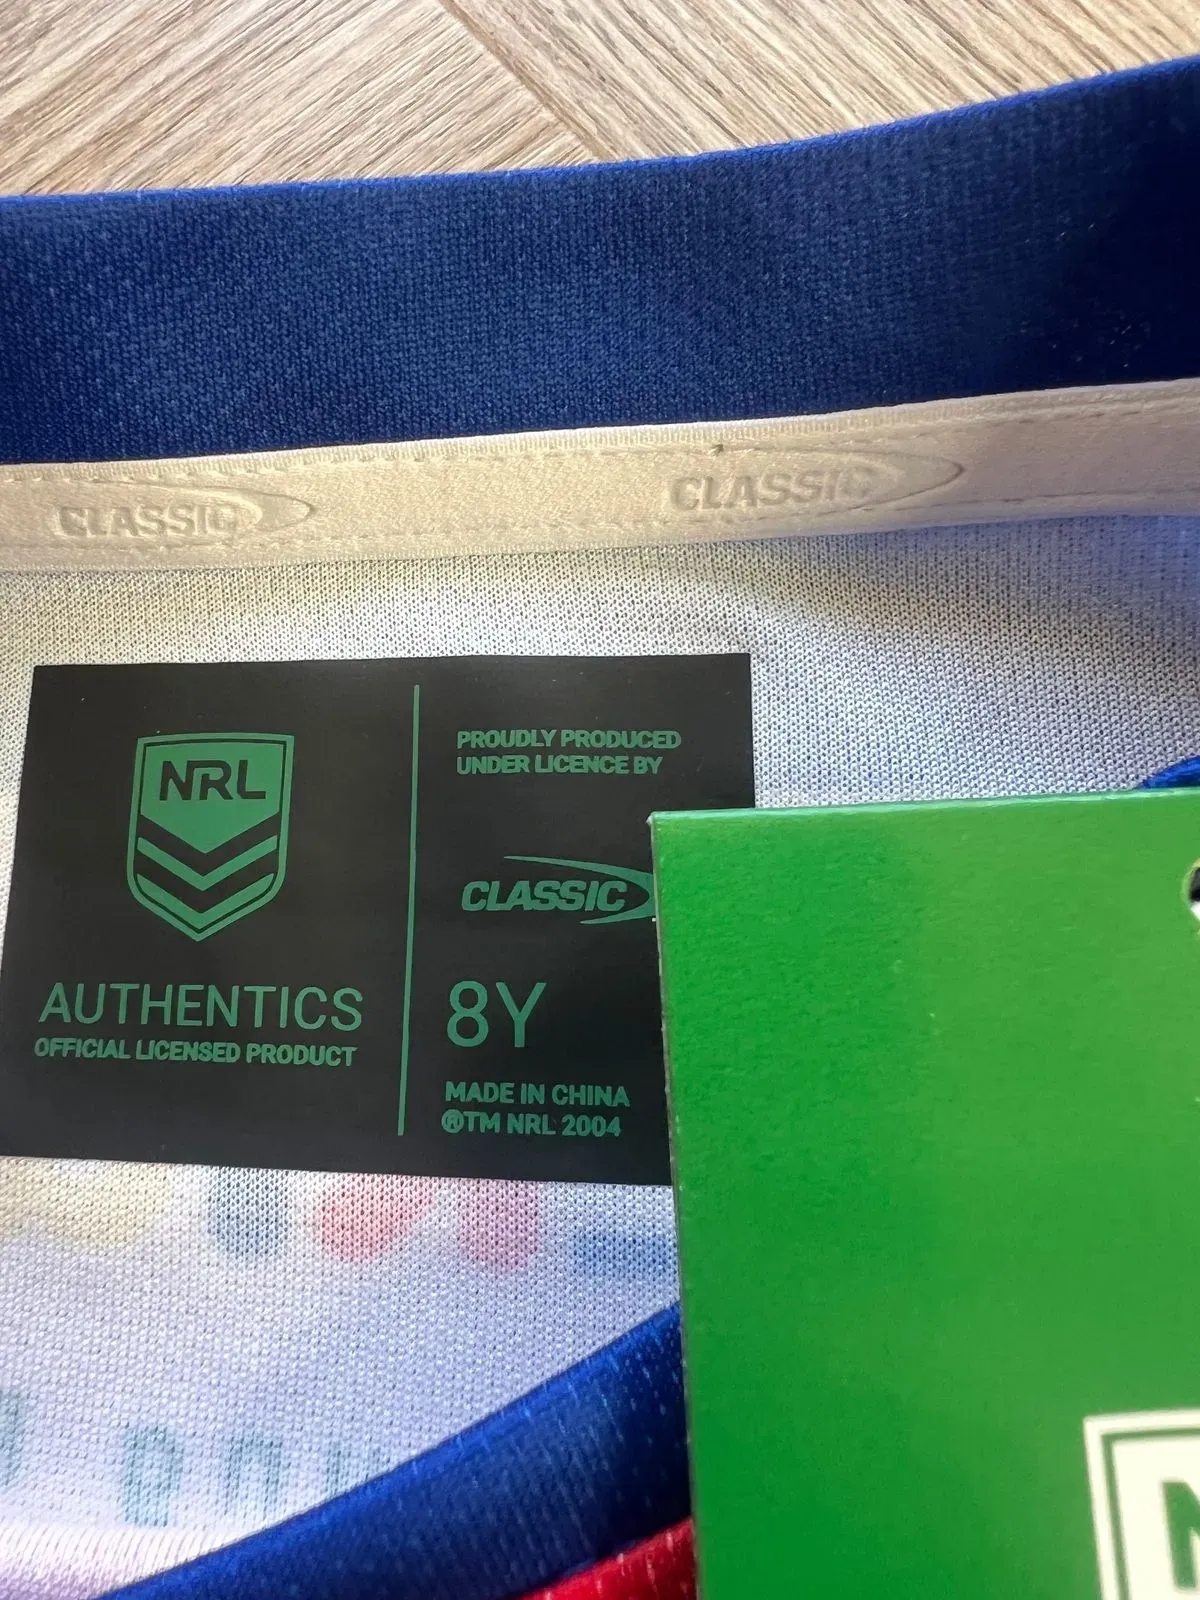 CLASSIC
CLASSIC
NRL
AUTHENTICS
OFFICIAL LICENSED PRODUCT
PROUDLY PRODUCED
UNDER LICENCE BY
CLASSIC
8Y
MADE IN CHINA
®TM NRL 2004